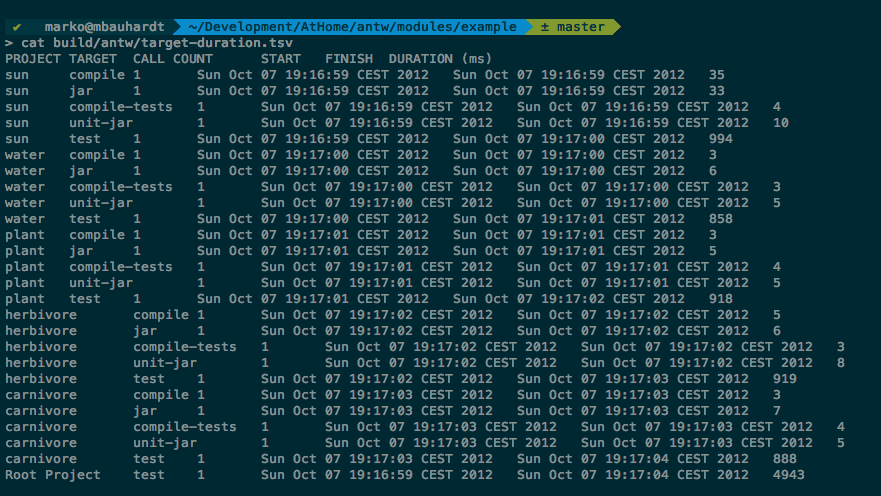 ✔ marko@mbauhardt ~/Development/AtHome/antw/modules/example ± master
> cat build/antw/target-duration.tsv
PROJECT TARGET CALL COUNT START FINISH DURATION (ms)
sun compile 1 Sun Oct 07 19:16:59 CEST 2012 Sun Oct 07 19:16:59 CEST 2012 35
sun jar 1 Sun Oct 07 19:16:59 CEST 2012 Sun Oct 07 19:16:59 CEST 2012 33
sun compile-tests 1 Sun Oct 07 19:16:59 CEST 2012 Sun Oct 07 19:16:59 CEST 2012 4
sun unit-jar 1 Sun Oct 07 19:16:59 CEST 2012 Sun Oct 07 19:16:59 CEST 2012 10
sun test 1 Sun Oct 07 19:16:59 CEST 2012 Sun Oct 07 19:17:00 CEST 2012 994
water compile 1 Sun Oct 07 19:17:00 CEST 2012 Sun Oct 07 19:17:00 CEST 2012 3
water jar 1 Sun Oct 07 19:17:00 CEST 2012 Sun Oct 07 19:17:00 CEST 2012 6
water compile-tests 1 Sun Oct 07 19:17:00 CEST 2012 Sun Oct 07 19:17:00 CEST 2012 3
water unit-jar 1 Sun Oct 07 19:17:00 CEST 2012 Sun Oct 07 19:17:00 CEST 2012 5
water test 1 Sun Oct 07 19:17:00 CEST 2012 Sun Oct 07 19:17:01 CEST 2012 858
plant compile 1 Sun Oct 07 19:17:01 CEST 2012 Sun Oct 07 19:17:01 CEST 2012 3
plant jar 1 Sun Oct 07 19:17:01 CEST 2012 Sun Oct 07 19:17:01 CEST 2012 5
plant compile-tests 1 Sun Oct 07 19:17:01 CEST 2012 Sun Oct 07 19:17:01 CEST 2012 4
plant unit-jar 1 Sun Oct 07 19:17:01 CEST 2012 Sun Oct 07 19:17:01 CEST 2012 5
plant test 1 Sun Oct 07 19:17:01 CEST 2012 Sun Oct 07 19:17:02 CEST 2012 918
herbivore compile 1 Sun Oct 07 19:17:02 CEST 2012 Sun Oct 07 19:17:02 CEST 2012 5
herbivore jar 1 Sun Oct 07 19:17:02 CEST 2012 Sun Oct 07 19:17:02 CEST 2012 6
herbivore compile-tests 1 Sun Oct 07 19:17:02 CEST 2012 Sun Oct 07 19:17:02 CEST 2012 3
herbivore unit-jar 1 Sun Oct 07 19:17:02 CEST 2012 Sun Oct 07 19:17:02 CEST 2012 8
herbivore test 1 Sun Oct 07 19:17:02 CEST 2012 Sun Oct 07 19:17:03 CEST 2012 919
carnivore compile 1 Sun Oct 07 19:17:03 CEST 2012 Sun Oct 07 19:17:03 CEST 2012 3
carnivore jar 1 Sun Oct 07 19:17:03 CEST 2012 Sun Oct 07 19:17:03 CEST 2012 7
carnivore compile-tests 1 Sun Oct 07 19:17:03 CEST 2012 Sun Oct 07 19:17:03 CEST 2012 4
carnivore unit-jar 1 Sun Oct 07 19:17:03 CEST 2012 Sun Oct 07 19:17:03 CEST 2012 5
carnivore test 1 Sun Oct 07 19:17:03 CEST 2012 Sun Oct 07 19:17:04 CEST 2012 888
Root Project test 1 Sun Oct 07 19:16:59 CEST 2012 Sun Oct 07 19:17:04 CEST 2012 4943